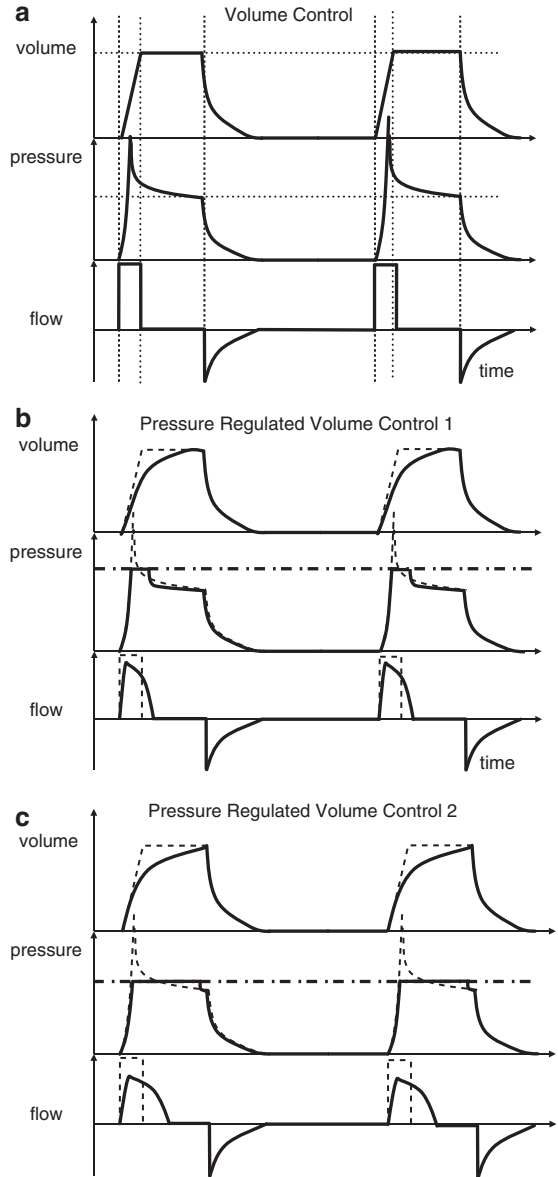 a
Volume Control
volume
pressure
flow
time
b
Pressure Regulated Volume Control 1
volume
pressure
flow
time
c
Pressure Regulated Volume Control 2
volume
pressure
flow